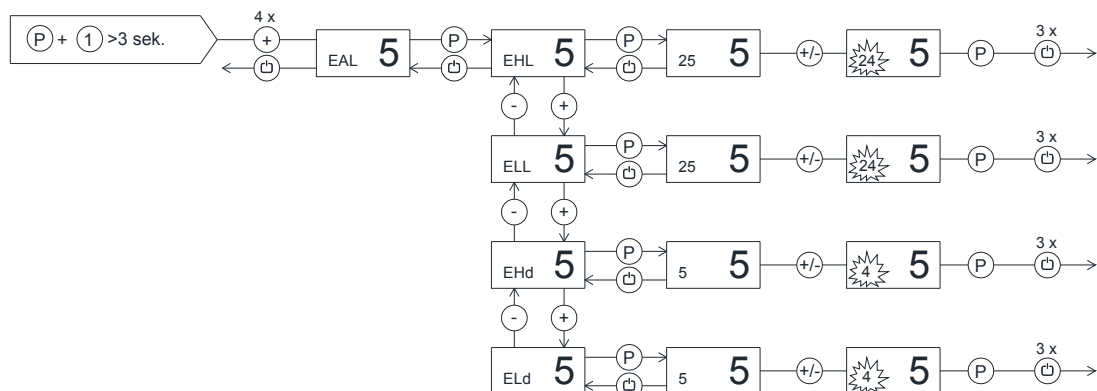 4 x
P + 1 >3 sek.
+
EAL 5
P
EHL 5
P
25 5
+/-
24 5
P
3 x
-
+
ELL 5
P
25 5
+/-
24 5
P
3 x
-
+
EHd 5
P
5 5
+/-
4 5
P
3 x
-
+
ELd 5
P
5 5
+/-
4 5
P
3 x